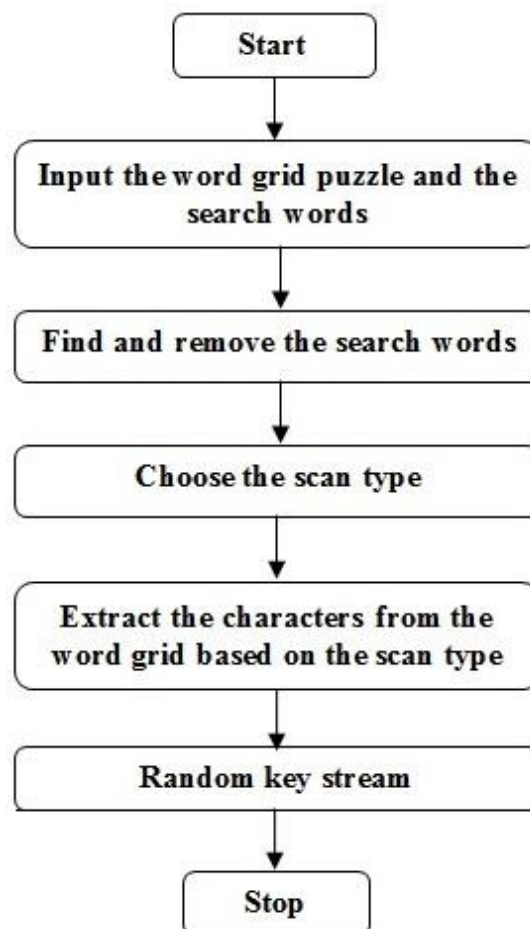 Start
Input the word grid puzzle and the
search words
Find and remove the search words
Choose the scan type
Extract the characters from the
word grid based on the scan type
Random key stream
Stop